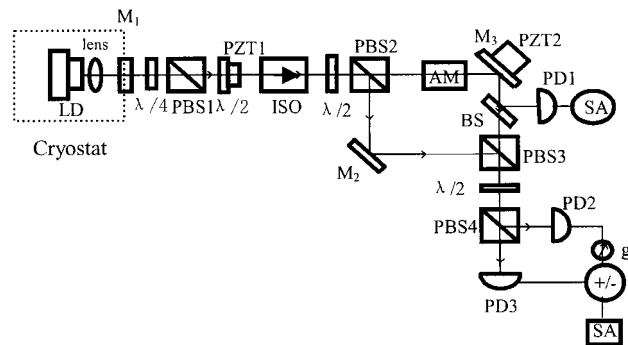 M1
lens
LD
λ/4
PBS1
PZT1
λ/2
ISO
λ/2
PBS2
AM
M3
PZT2
PD1
SA
BS
Cryostat
M2
PBS3
λ/2
PBS4
PD2
g
+/-
PD3
SA